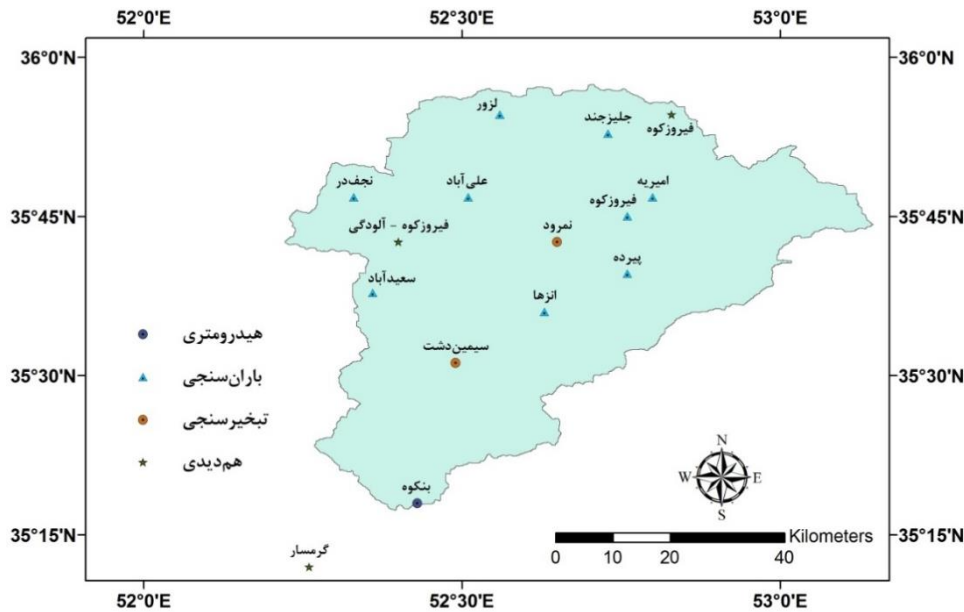 52°0'E 52°30'E 53°0'E
36°0'N 36°0'N
لزور
جلیزجند
فیروزکوه
نجف‌در
علی‌آباد
امیریه
فیروزکوه
35°45'N 35°45'N
فیروزکوه - آلودگی
نمرود
پیرده
سعیدآباد
انزها
هیدرومتری
سیمین‌دشت
35°30'N 35°30'N
باران‌سنجی
تبخیرسنجی
هم‌دیدی
N
W E
S
بنکوه
35°15'N 35°15'N
Kilometers
0 10 20 40
گرمسار
52°0'E 52°30'E 53°0'E